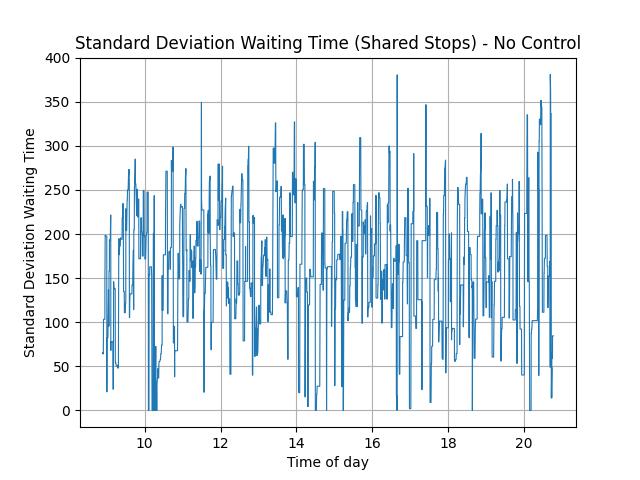 Standard Deviation Waiting Time (Shared Stops) - No Control
400
350
300
250
200
150
100
50
0
Standard Deviation Waiting Time
10 12 14 16 18 20
Time of day